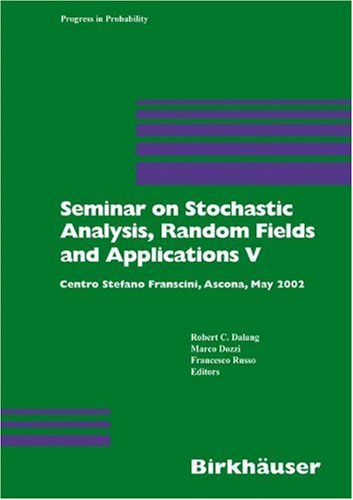 Progress in Probability
Seminar on Stochastic
Analysis, Random Fields
and Applications V
Centro Stefano Franscini, Ascona, May 2002
Robert C. Dalang
Marco Dozzi
Francesco Russo
Editors
Birkhäuser